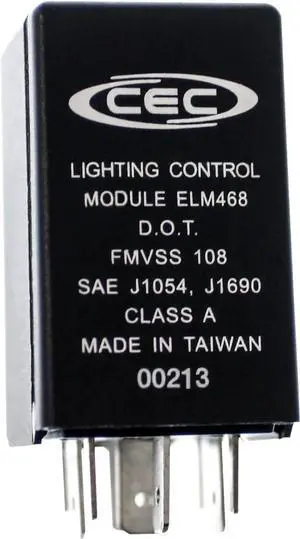 CEC
LIGHTING CONTROL
MODULE ELM468
D.O.T.
FMVSS 108
SAE J1054, J1690
CLASS A
MADE IN TAIWAN
00213